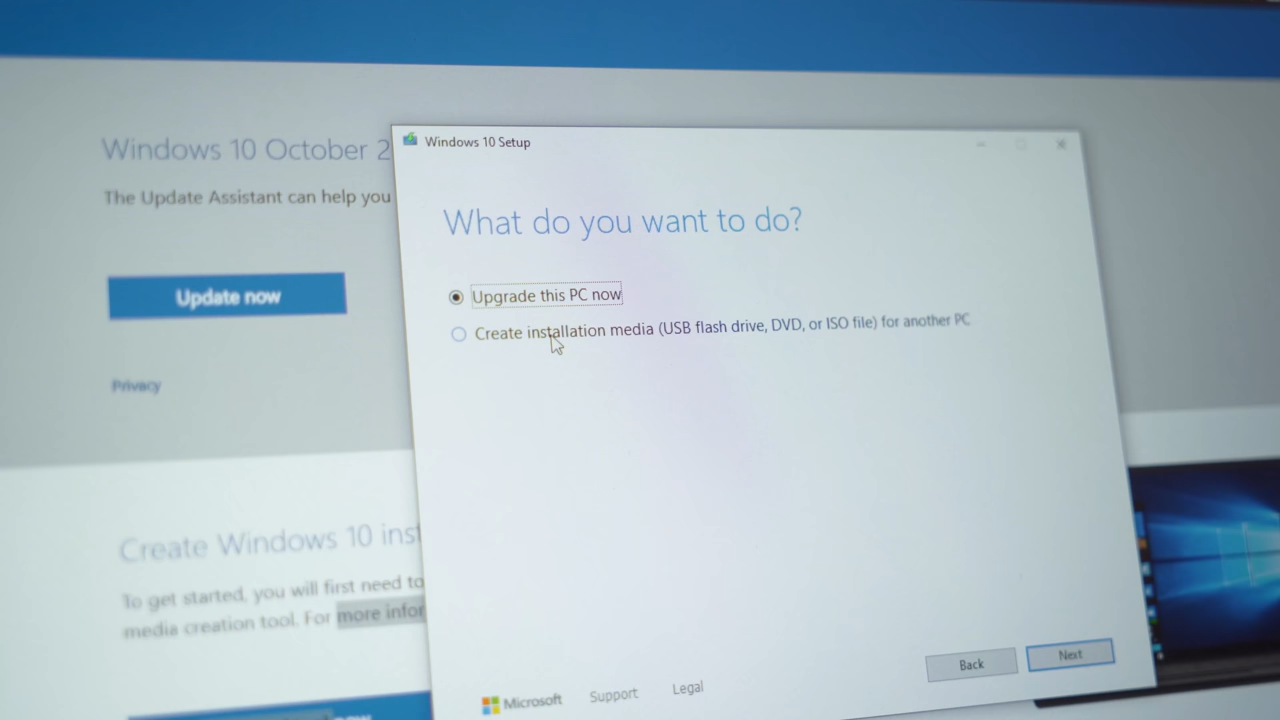 Windows 10 October 2
The Update Assistant can help you
Update now
Privacy
Create Windows 10 inst
To get started, you will first need to
media creation tool. For more infor
Windows 10 Setup
What do you want to do?
Upgrade this PC now
Create installation media (USB flash drive, DVD, or ISO file) for another PC
Microsoft
Support
Legal
Back
Next